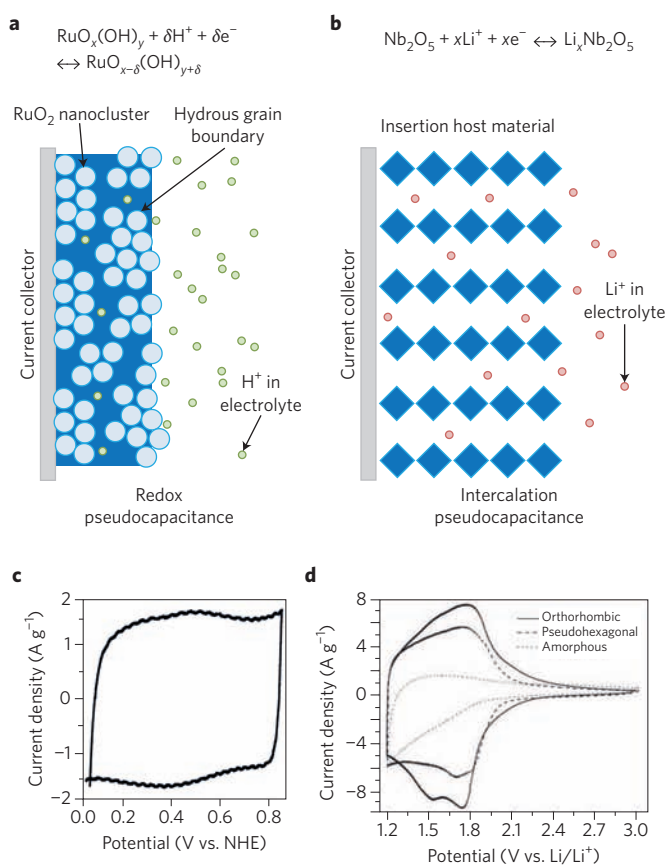 a
RuOₓ(OH)ᵧ + δH⁺ + δe⁻
↔ RuOₓ₋δ(OH)ᵧ₊δ
RuO₂ nanocluster
Hydrous grain
boundary
Current collector
H⁺ in
electrolyte
Redox
pseudocapacitance
b
Nb₂O₅ + xLi⁺ + xe⁻ ↔ LiₓNb₂O₅
Insertion host material
Current collector
Li⁺ in
electrolyte
Intercalation
pseudocapacitance
c
Current density (A g⁻¹)
2
1
0
−1
−2
0.0 0.2 0.4 0.6 0.8
Potential (V vs. NHE)
d
Current density (A g⁻¹)
8
4
0
−4
−8
Orthorhombic
Pseudohexagonal
Amorphous
1.2 1.5 1.8 2.1 2.4 2.7 3.0
Potential (V vs. Li/Li⁺)